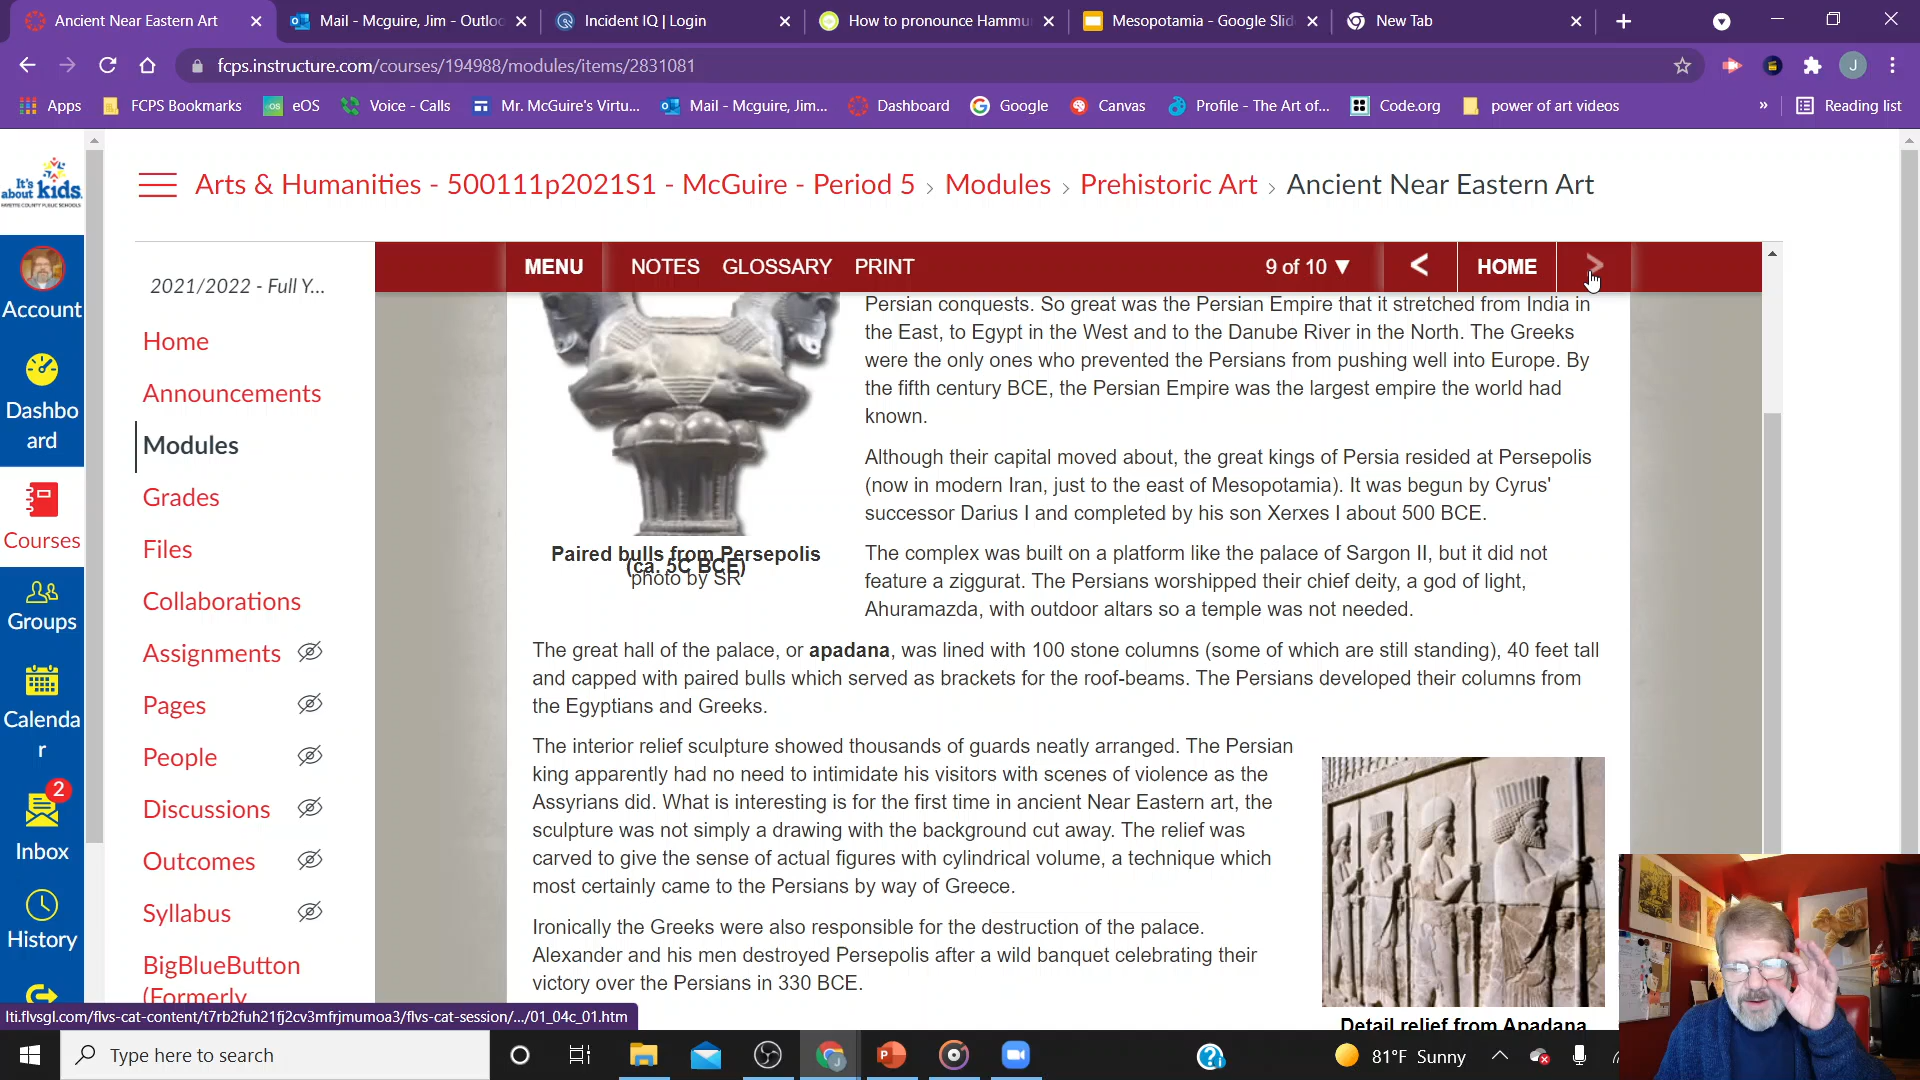 Ancient Near Eastern Art
Mail - Mcguire, Jim - Outloo
Incident IQ | Login
How to pronounce Hammu
Mesopotamia - Google Slid
New Tab
fcps.instructure.com/courses/194988/modules/items/2831081
J
Apps
FCPS Bookmarks
eOS
Voice - Calls
Mr. McGuire's Virtu...
Mail - Mcguire, Jim...
Dashboard
Google
Canvas
Profile - The Art of...
Code.org
power of art videos
»
Reading list
It's about kids.
FAYETTE COUNTY PUBLIC SCHOOLS
Arts & Humanities - 500111p2021S1 - McGuire - Period 5 › Modules › Prehistoric Art › Ancient Near Eastern Art
Account
Dashbo
ard
Courses
Groups
Calenda
r
2
Inbox
History
2021/2022 - Full Y...
Home
Announcements
Modules
Grades
Files
Collaborations
Assignments
Pages
People
Discussions
Outcomes
Syllabus
BigBlueButton
(Formerly
MENU NOTES GLOSSARY PRINT 9 of 10 ▼ < HOME >
Persian conquests. So great was the Persian Empire that it stretched from India in
the East, to Egypt in the West and to the Danube River in the North. The Greeks
were the only ones who prevented the Persians from pushing well into Europe. By
the fifth century BCE, the Persian Empire was the largest empire the world had
known.
Although their capital moved about, the great kings of Persia resided at Persepolis
(now in modern Iran, just to the east of Mesopotamia). It was begun by Cyrus'
successor Darius I and completed by his son Xerxes I about 500 BCE.
Paired bulls from Persepolis
(ca. 5C BCE)
photo by SR
The complex was built on a platform like the palace of Sargon II, but it did not
feature a ziggurat. The Persians worshipped their chief deity, a god of light,
Ahuramazda, with outdoor altars so a temple was not needed.
The great hall of the palace, or apadana, was lined with 100 stone columns (some of which are still standing), 40 feet tall
and capped with paired bulls which served as brackets for the roof-beams. The Persians developed their columns from
the Egyptians and Greeks.
The interior relief sculpture showed thousands of guards neatly arranged. The Persian
king apparently had no need to intimidate his visitors with scenes of violence as the
Assyrians did. What is interesting is for the first time in ancient Near Eastern art, the
sculpture was not simply a drawing with the background cut away. The relief was
carved to give the sense of actual figures with cylindrical volume, a technique which
most certainly came to the Persians by way of Greece.
Ironically the Greeks were also responsible for the destruction of the palace.
Alexander and his men destroyed Persepolis after a wild banquet celebrating their
victory over the Persians in 330 BCE.
Detail relief from Apadana
lti.flvsgl.com/flvs-cat-content/t7rb2fuh21fj2cv3mfrjmumoa3/flvs-cat-session/.../01_04c_01.htm
Type here to search
81°F Sunny